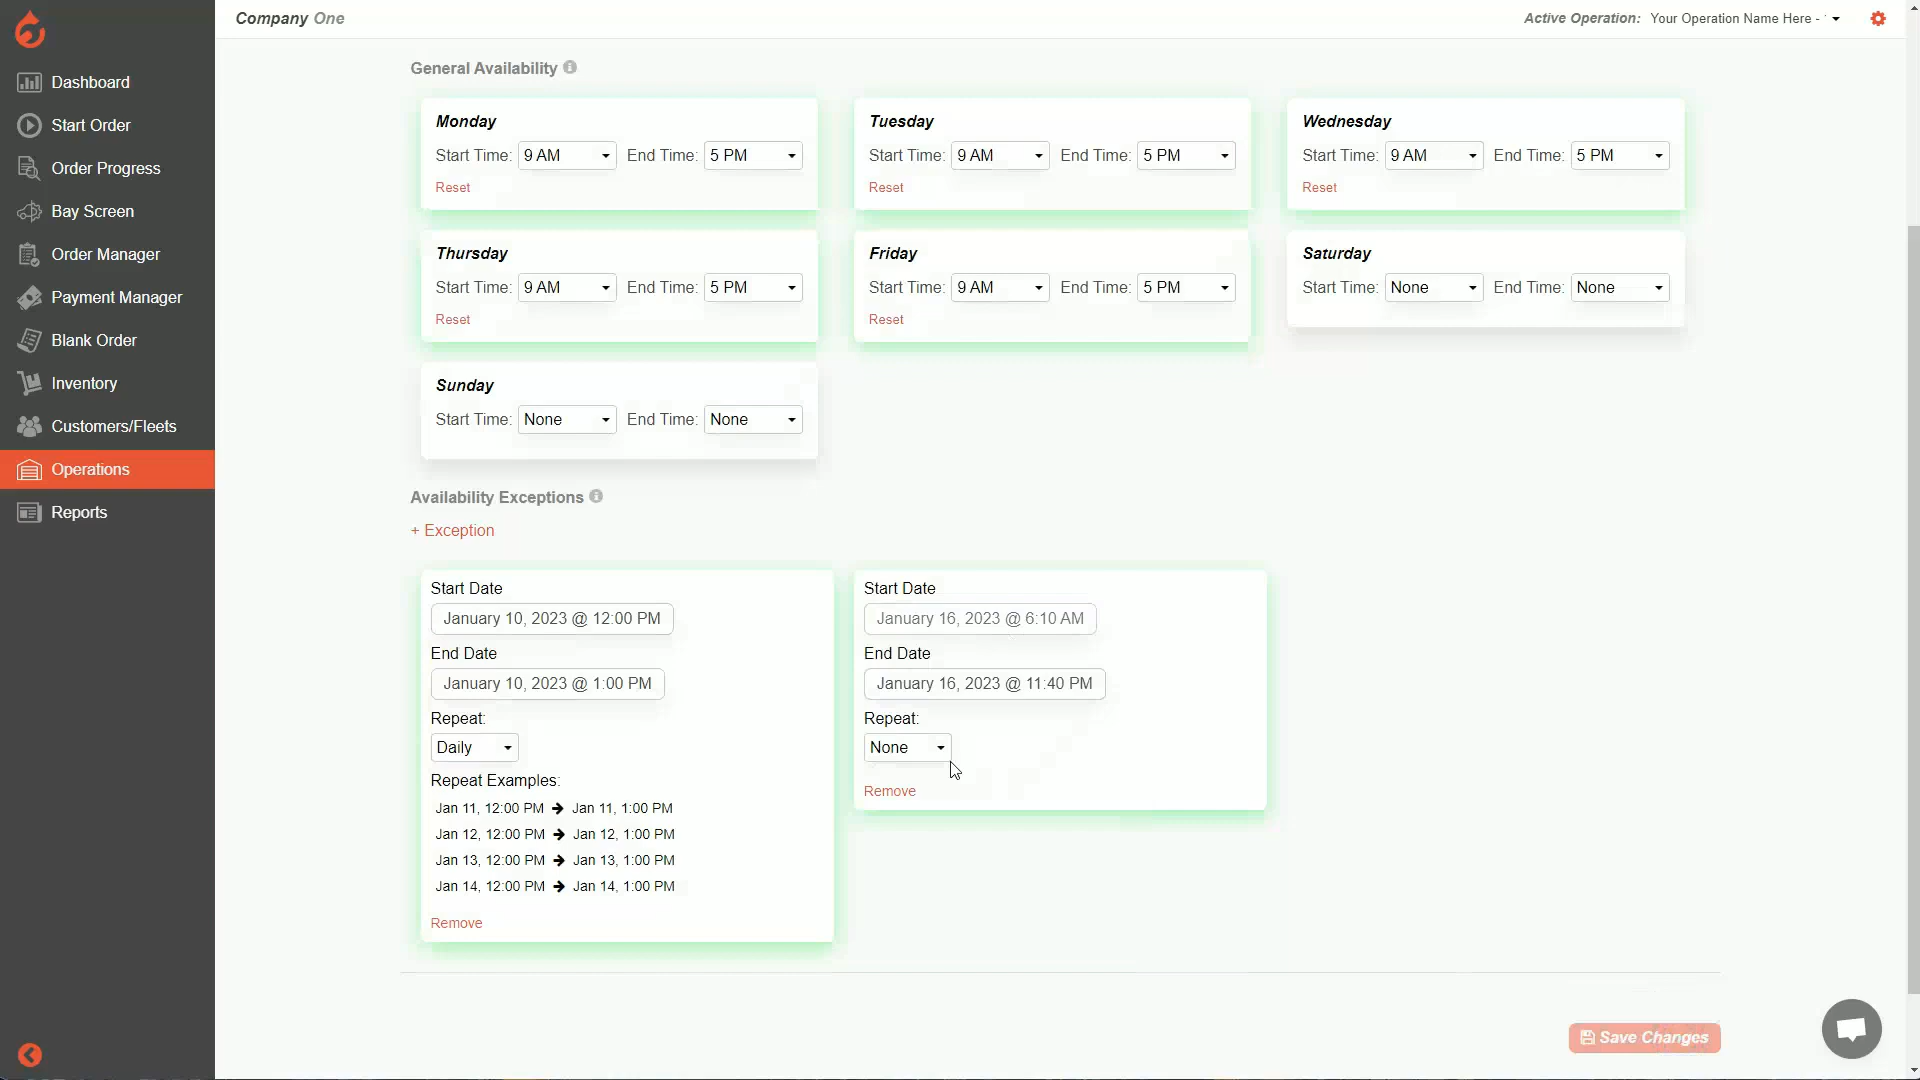 Company One
Active Operation: Your Operation Name Here -
Dashboard
Start Order
Order Progress
Bay Screen
Order Manager
Payment Manager
Blank Order
Inventory
Customers/Fleets
Operations
Reports
General Availability
Monday
Start Time: 9 AM End Time: 5 PM
Reset
Tuesday
Start Time: 9 AM End Time: 5 PM
Reset
Wednesday
Start Time: 9 AM End Time: 5 PM
Reset
Thursday
Start Time: 9 AM End Time: 5 PM
Reset
Friday
Start Time: 9 AM End Time: 5 PM
Reset
Saturday
Start Time: None End Time: None
Sunday
Start Time: None End Time: None
Availability Exceptions
+ Exception
Start Date
January 10, 2023 @ 12:00 PM
End Date
January 10, 2023 @ 1:00 PM
Repeat:
Daily
Repeat Examples:
Jan 11, 12:00 PM → Jan 11, 1:00 PM
Jan 12, 12:00 PM → Jan 12, 1:00 PM
Jan 13, 12:00 PM → Jan 13, 1:00 PM
Jan 14, 12:00 PM → Jan 14, 1:00 PM
Remove
Start Date
January 16, 2023 @ 6:10 AM
End Date
January 16, 2023 @ 11:40 PM
Repeat:
None
Remove
Save Changes